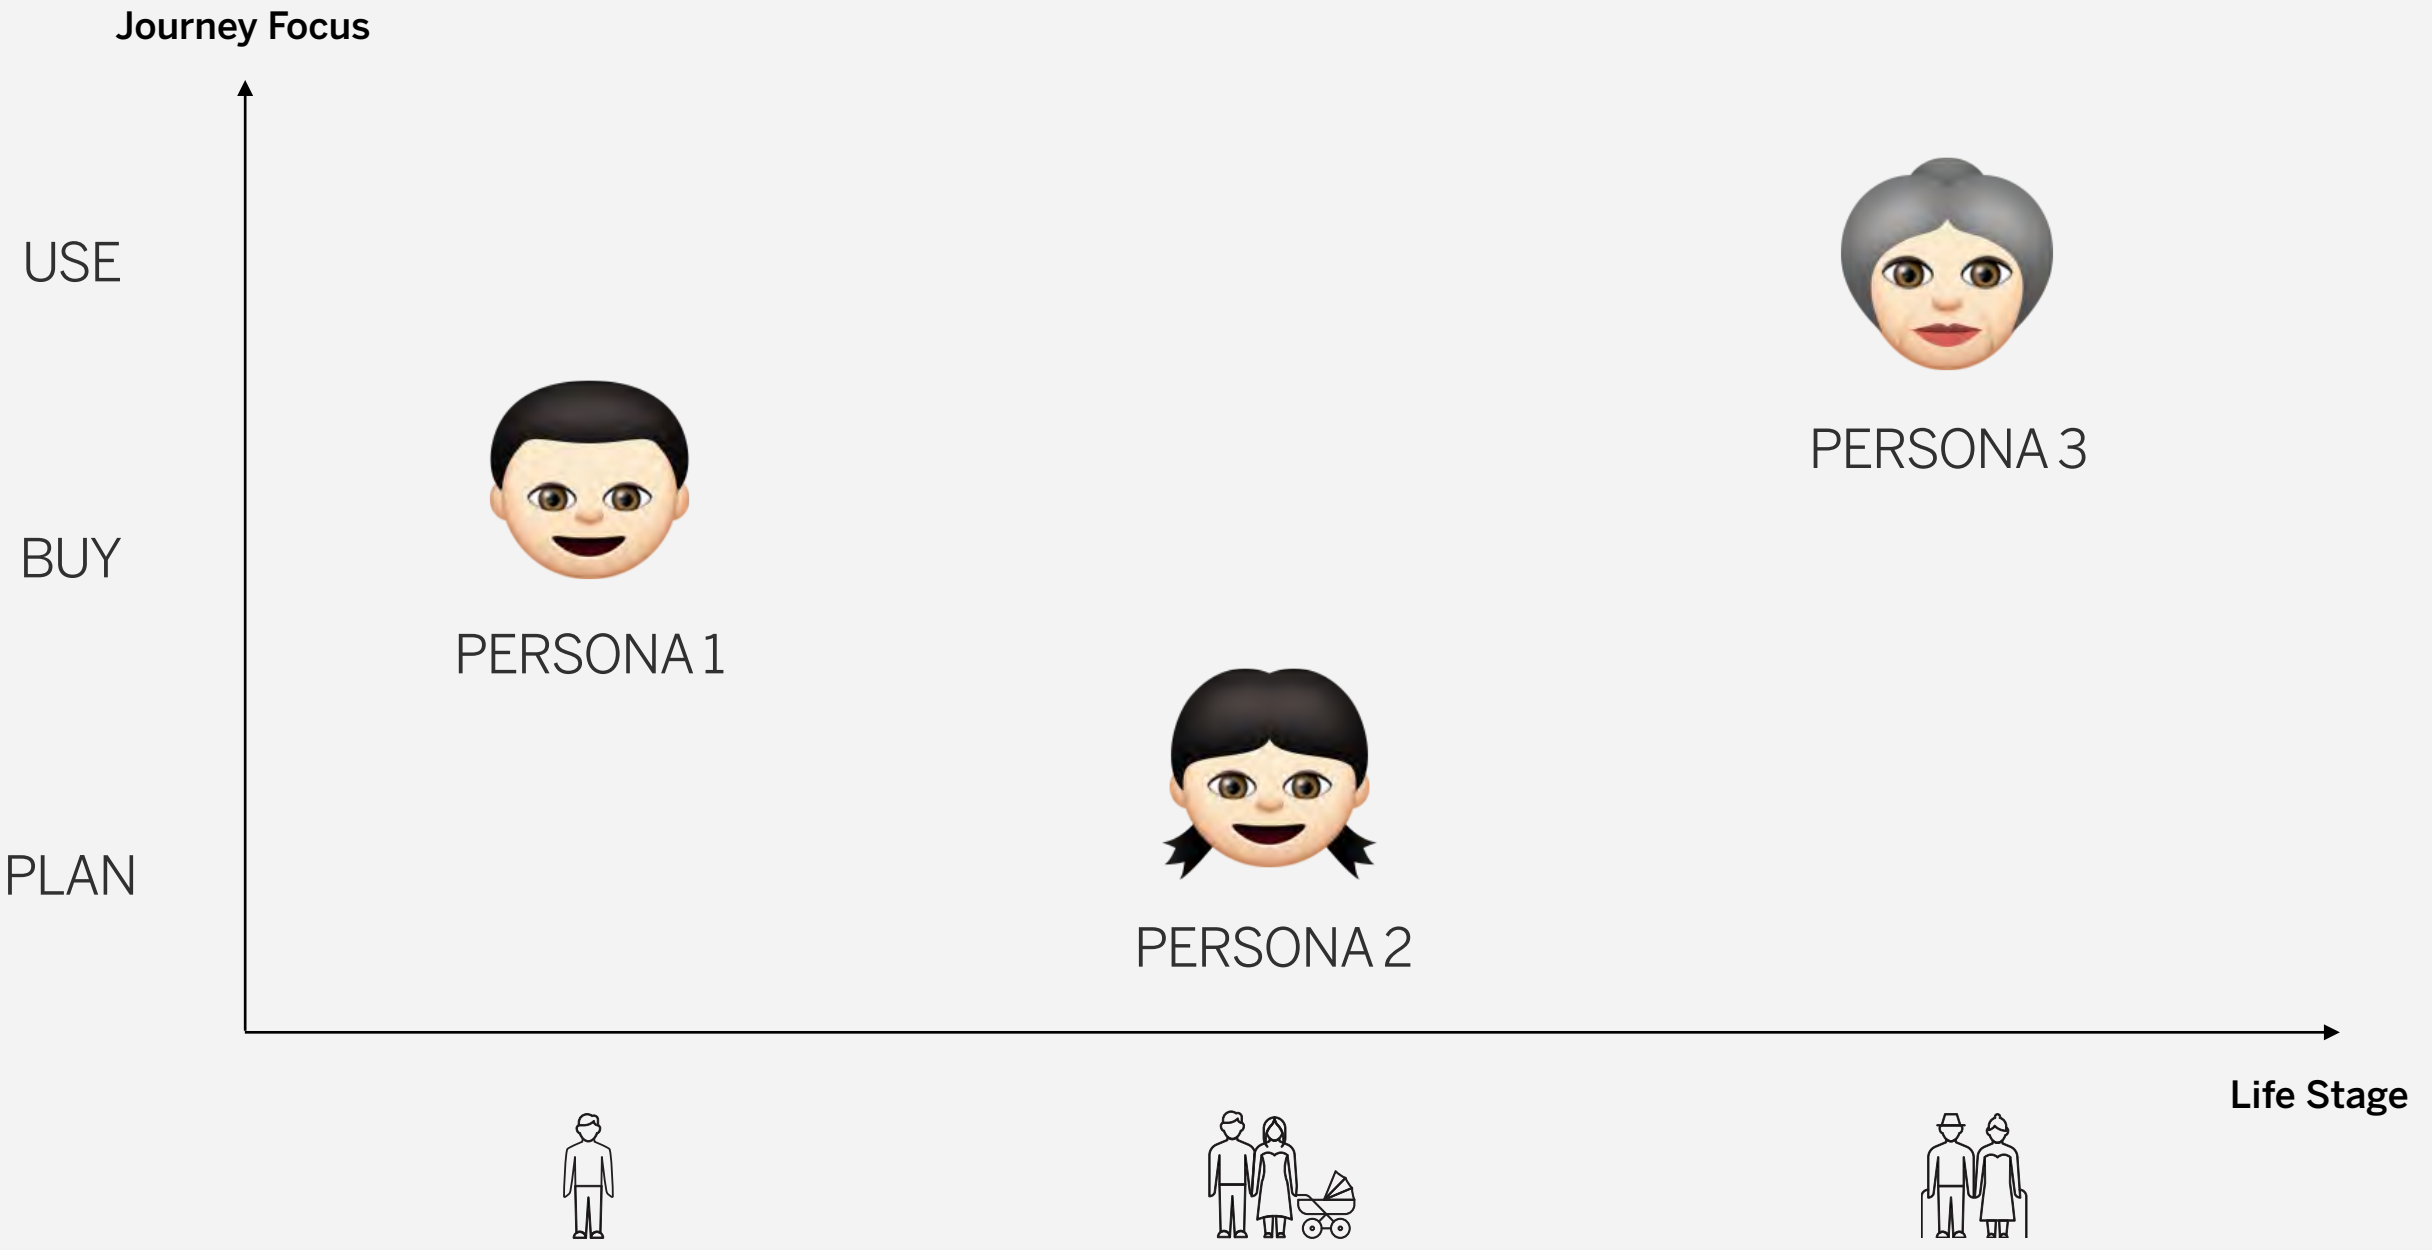 Journey Focus
USE
PERSONA 3
BUY
PERSONA 1
PLAN
PERSONA 2
Life Stage